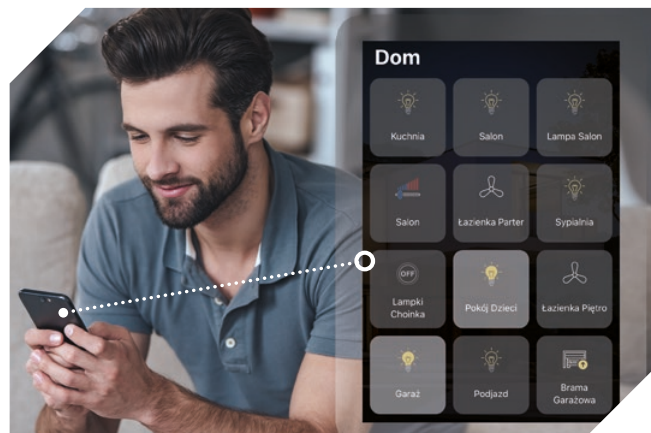 Dom
Kuchnia
Salon
Lampa Salon
Salon
Łazienka Parter
Sypialnia
OFF
Lampki
Choinka
Pokój Dzieci
Łazienka Piętro
Garaż
Podjazd
Brama
Garażowa